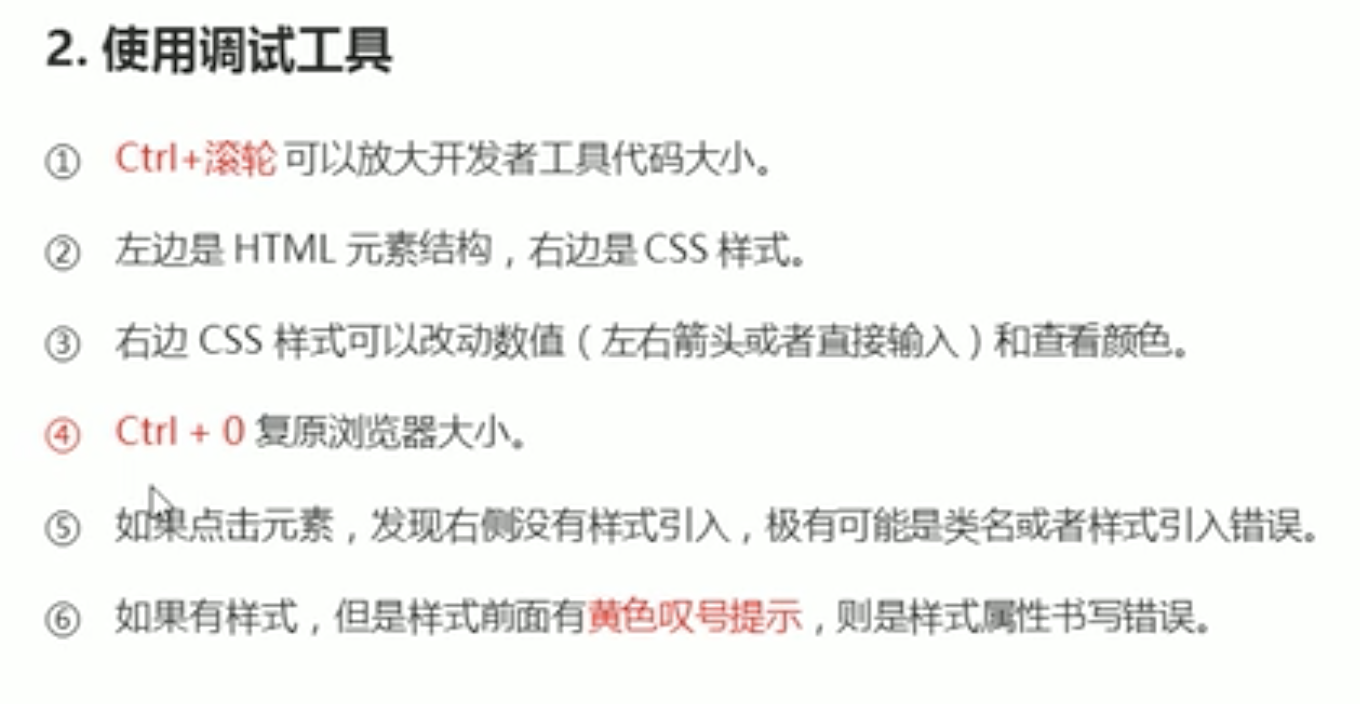 2. 使用调试工具
① Ctrl+滚轮 可以放大开发者工具代码大小。
② 左边是 HTML 元素结构，右边是 CSS 样式。
③ 右边 CSS 样式可以改动数值（左右箭头或者直接输入）和查看颜色。
④ Ctrl + 0 复原浏览器大小。
⑤ 如果点击元素，发现右侧没有样式引入，极有可能是类名或者样式引入错误。
⑥ 如果有样式，但是样式前面有黄色叹号提示，则是样式属性书写错误。